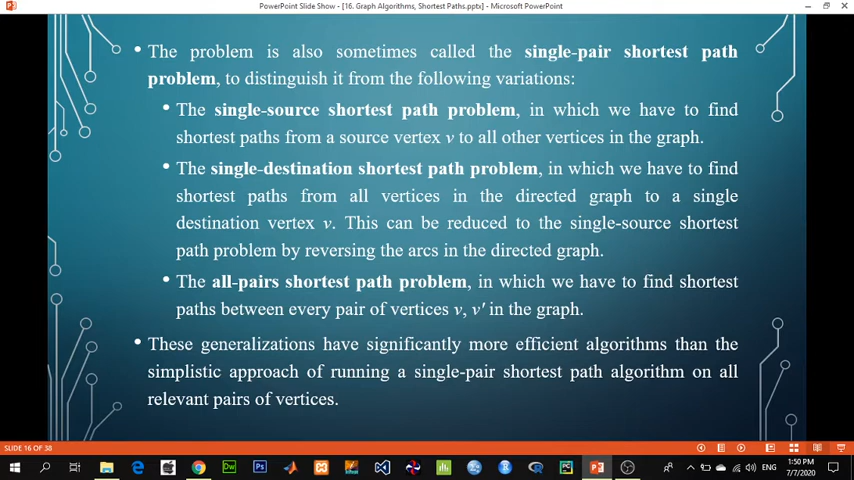 PowerPoint Slide Show - [16. Graph Algorithms, Shortest Paths.pptx] - Microsoft PowerPoint
• The problem is also sometimes called the single-pair shortest path
problem, to distinguish it from the following variations:
• The single-source shortest path problem, in which we have to find
shortest paths from a source vertex v to all other vertices in the graph.
• The single-destination shortest path problem, in which we have to find
shortest paths from all vertices in the directed graph to a single
destination vertex v. This can be reduced to the single-source shortest
path problem by reversing the arcs in the directed graph.
• The all-pairs shortest path problem, in which we have to find shortest
paths between every pair of vertices v, v' in the graph.
• These generalizations have significantly more efficient algorithms than the
simplistic approach of running a single-pair shortest path algorithm on all
relevant pairs of vertices.
SLIDE 16 OF 38
Dw Ps R PC P
ENG
1:50 PM
7/7/2020